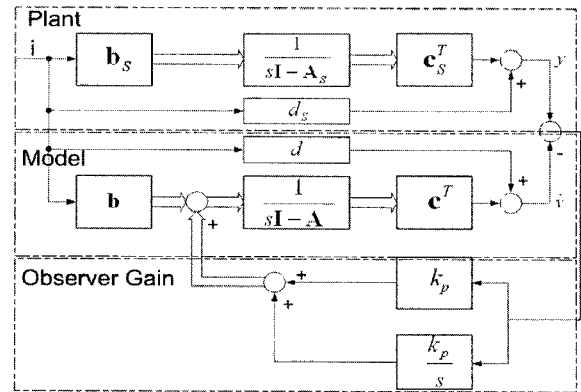 Plant
i
b_s
1
sI − A_s
c_S^T
y
+
d_s
Model
d
-
b
+
1
sI − A
c^T
+
Observer Gain
+
+
k_p
k_p
s